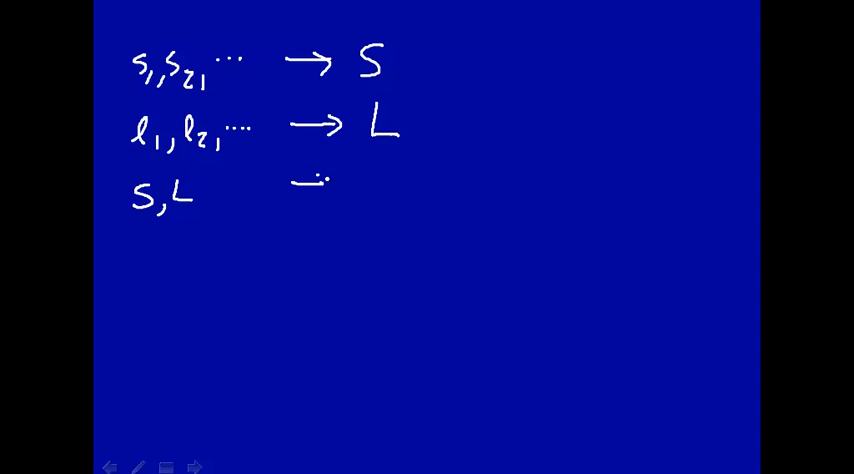 s₁, s₂, ... → S
l₁, l₂, .... → L
S, L